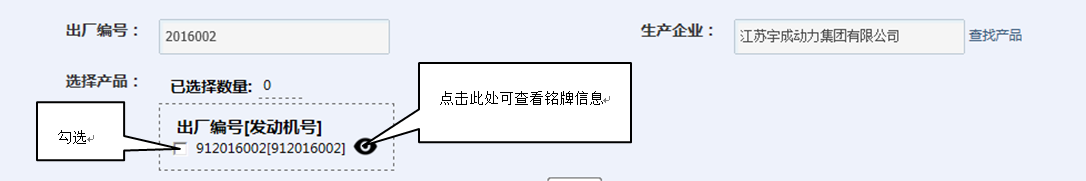 出厂编号： 2016002 生产企业： 江苏宇成动力集团有限公司 查找产品
选择产品： 已选择数量: 0
点击此处可查看铭牌信息
勾选
出厂编号[发动机号]
912016002[912016002]